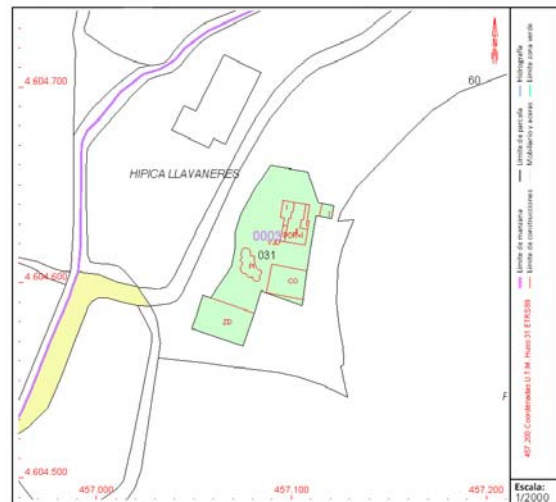 4.604.700
60
HIPICA LLAVANERES
0003
031
4.604.600
CO
ZD
4.604.500
457.000
457.100
457.200
Hidrografía
Límite zona verde
Límite de parcela
Mobiliario y aceras
Límite de manzana
Límite de construcciones
457.200 Coordenadas U.T.M. Huso 31 ETRS89
Escala:
1/2000